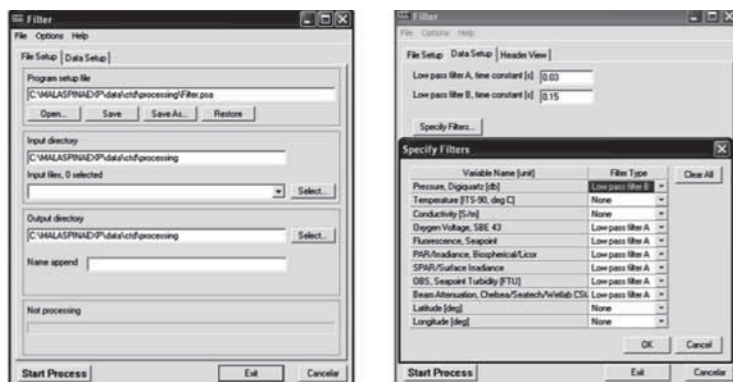 Filter
File Options Help
File Setup Data Setup
Program setup file
C:\MALASPINAEXP\data\ctd\processing\Filter.psa
Open... Save Save As... Restore
Input directory
C:\MALASPINAEXP\data\ctd\processing
Input files, 0 selected
Select...
Output directory
C:\MALASPINAEXP\data\ctd\processing
Select...
Name append
Not processing
Start Process Exit Cancelar
Filter
File Options Help
File Setup Data Setup Header View
Low pass filter A, time constant [s] 0.03
Low pass filter B, time constant [s] 0.15
Specify Filters...
Specify Filters
Variable Name [unit] Filter Type Clear All
Pressure, Digiquartz [db] Low pass filter B
Temperature [ITS-90, deg C] None
Conductivity [S/m] None
Oxygen Voltage, SBE 43 Low pass filter A
Fluorescence, Seapoint Low pass filter A
PAR/Irradiance, Biospherical/Licor Low pass filter A
SPAR/Surface Irradiance Low pass filter A
OBS, Seapoint Turbidity [FTU] Low pass filter A
Beam Attenuation, Chelsea/Seatech/Wetlab CSt Low pass filter A
Latitude [deg] None
Longitude [deg] None
OK Cancel
Start Process Exit Cancelar